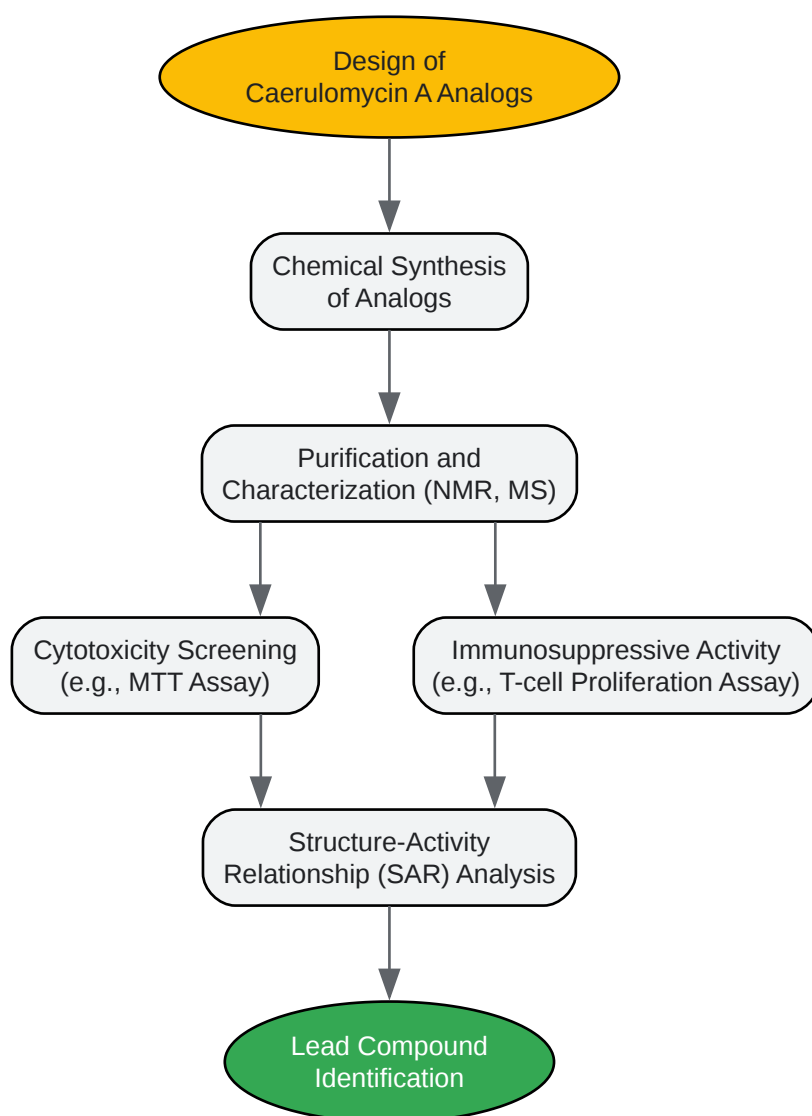 Design of
Caerulomycin A Analogs
Chemical Synthesis
of Analogs
Purification and
Characterization (NMR, MS)
Cytotoxicity Screening
(e.g., MTT Assay)
Immunosuppressive Activity
(e.g., T-cell Proliferation Assay)
Structure-Activity
Relationship (SAR) Analysis
Lead Compound
Identification